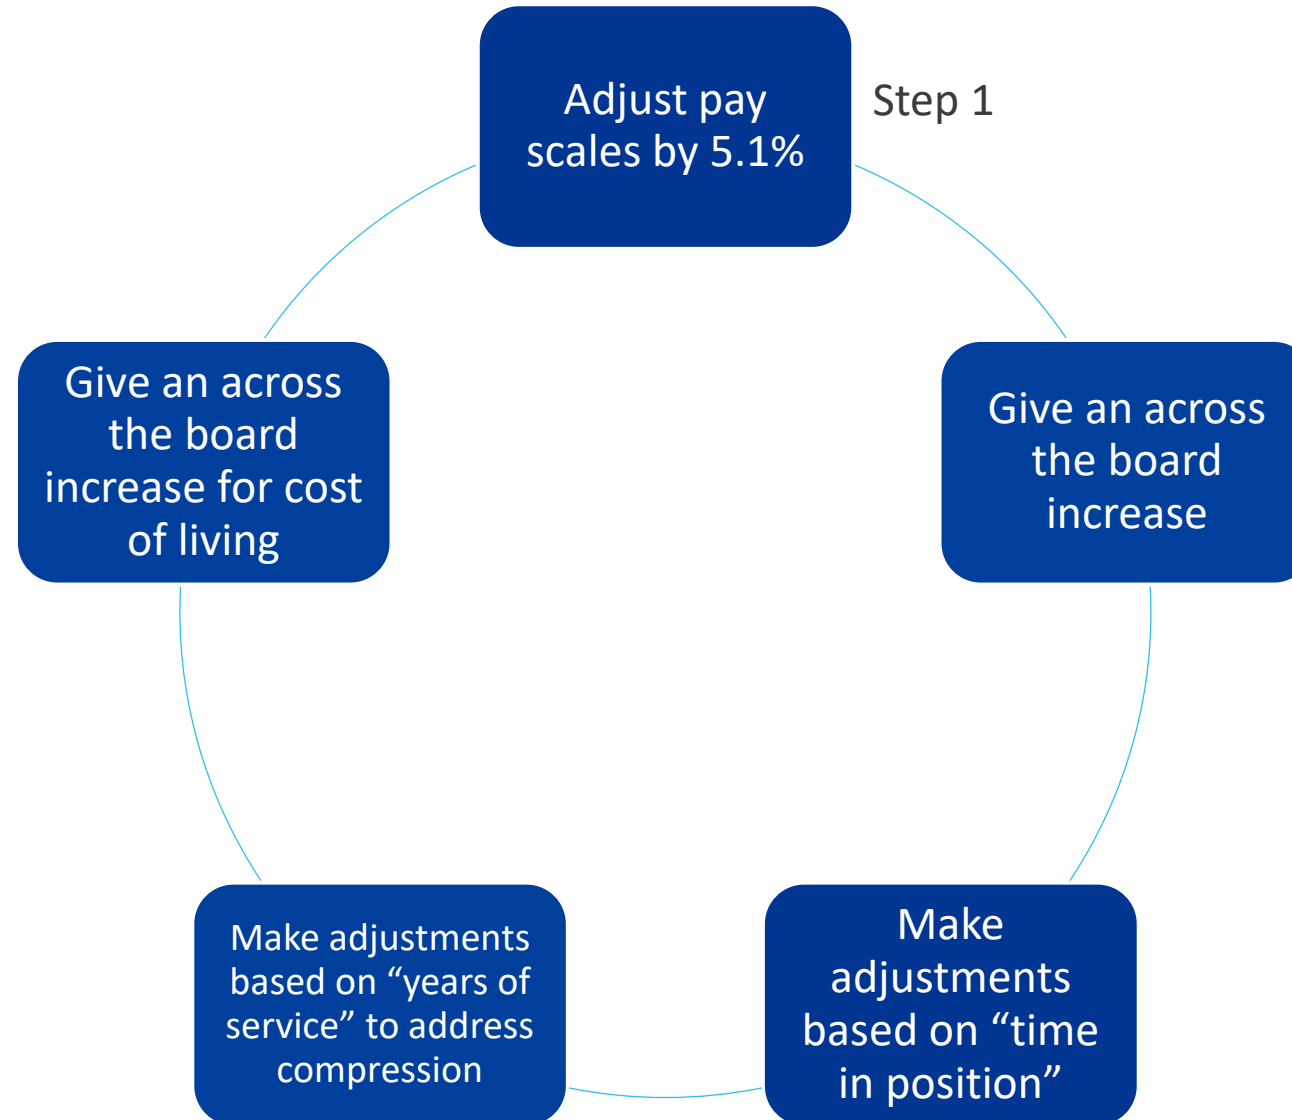 Adjust pay
scales by 5.1%
Step 1
Give an across
the board
increase
Make
adjustments
based on “time
in position”
Make adjustments
based on “years of
service” to address
compression
Give an across
the board
increase for cost
of living